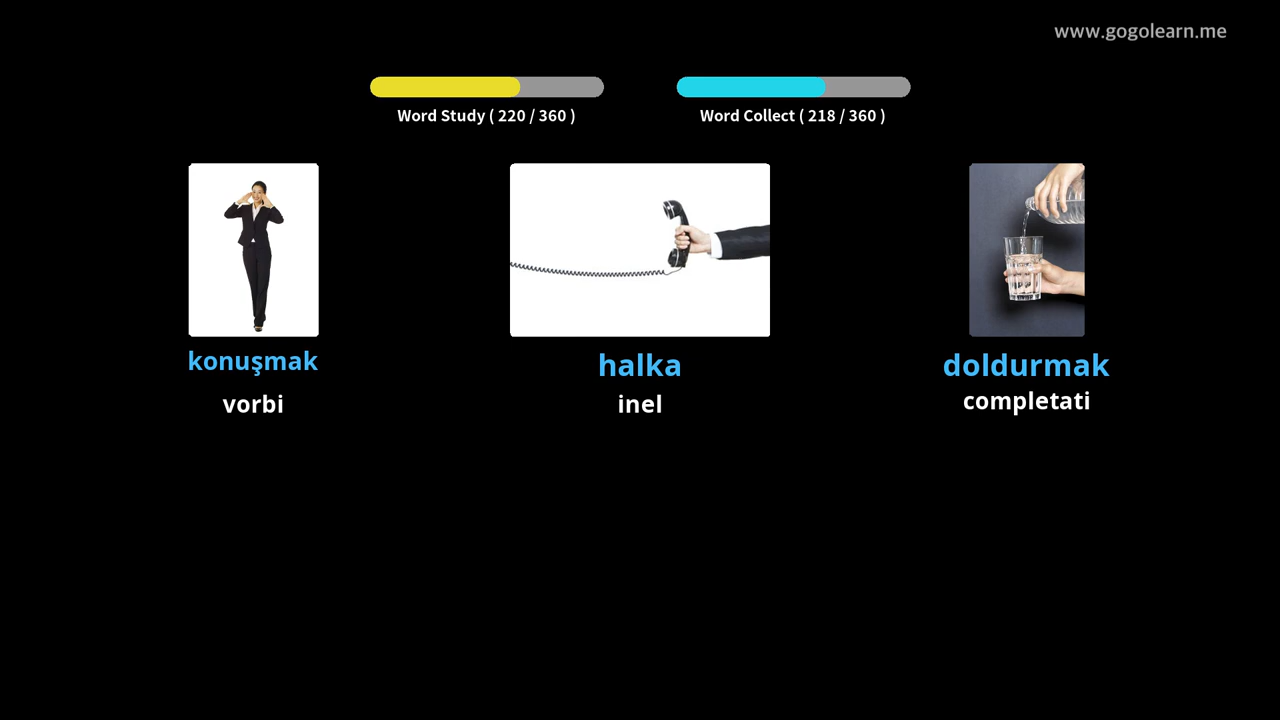 www.gogolearn.me
Word Study ( 220 / 360 )
Word Collect ( 218 / 360 )
konuşmak
halka
doldurmak
vorbi
inel
completati